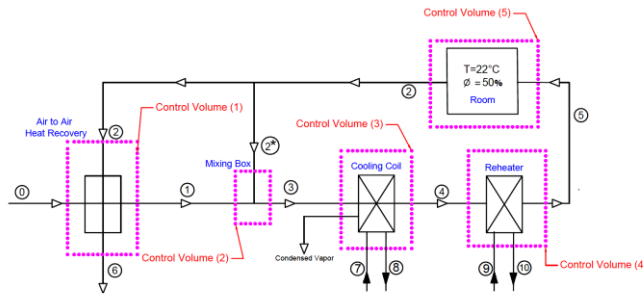 Control Volume (5)
T=22°C
Ø = 50%
Room
2
5
Control Volume (1)
Air to Air
Heat Recovery
2
2*
Control Volume (3)
Mixing Box
Cooling Coil
Reheater
0
1
3
4
Control Volume (2)
Condensed Vapor
Control Volume (4
6
7
8
9
10